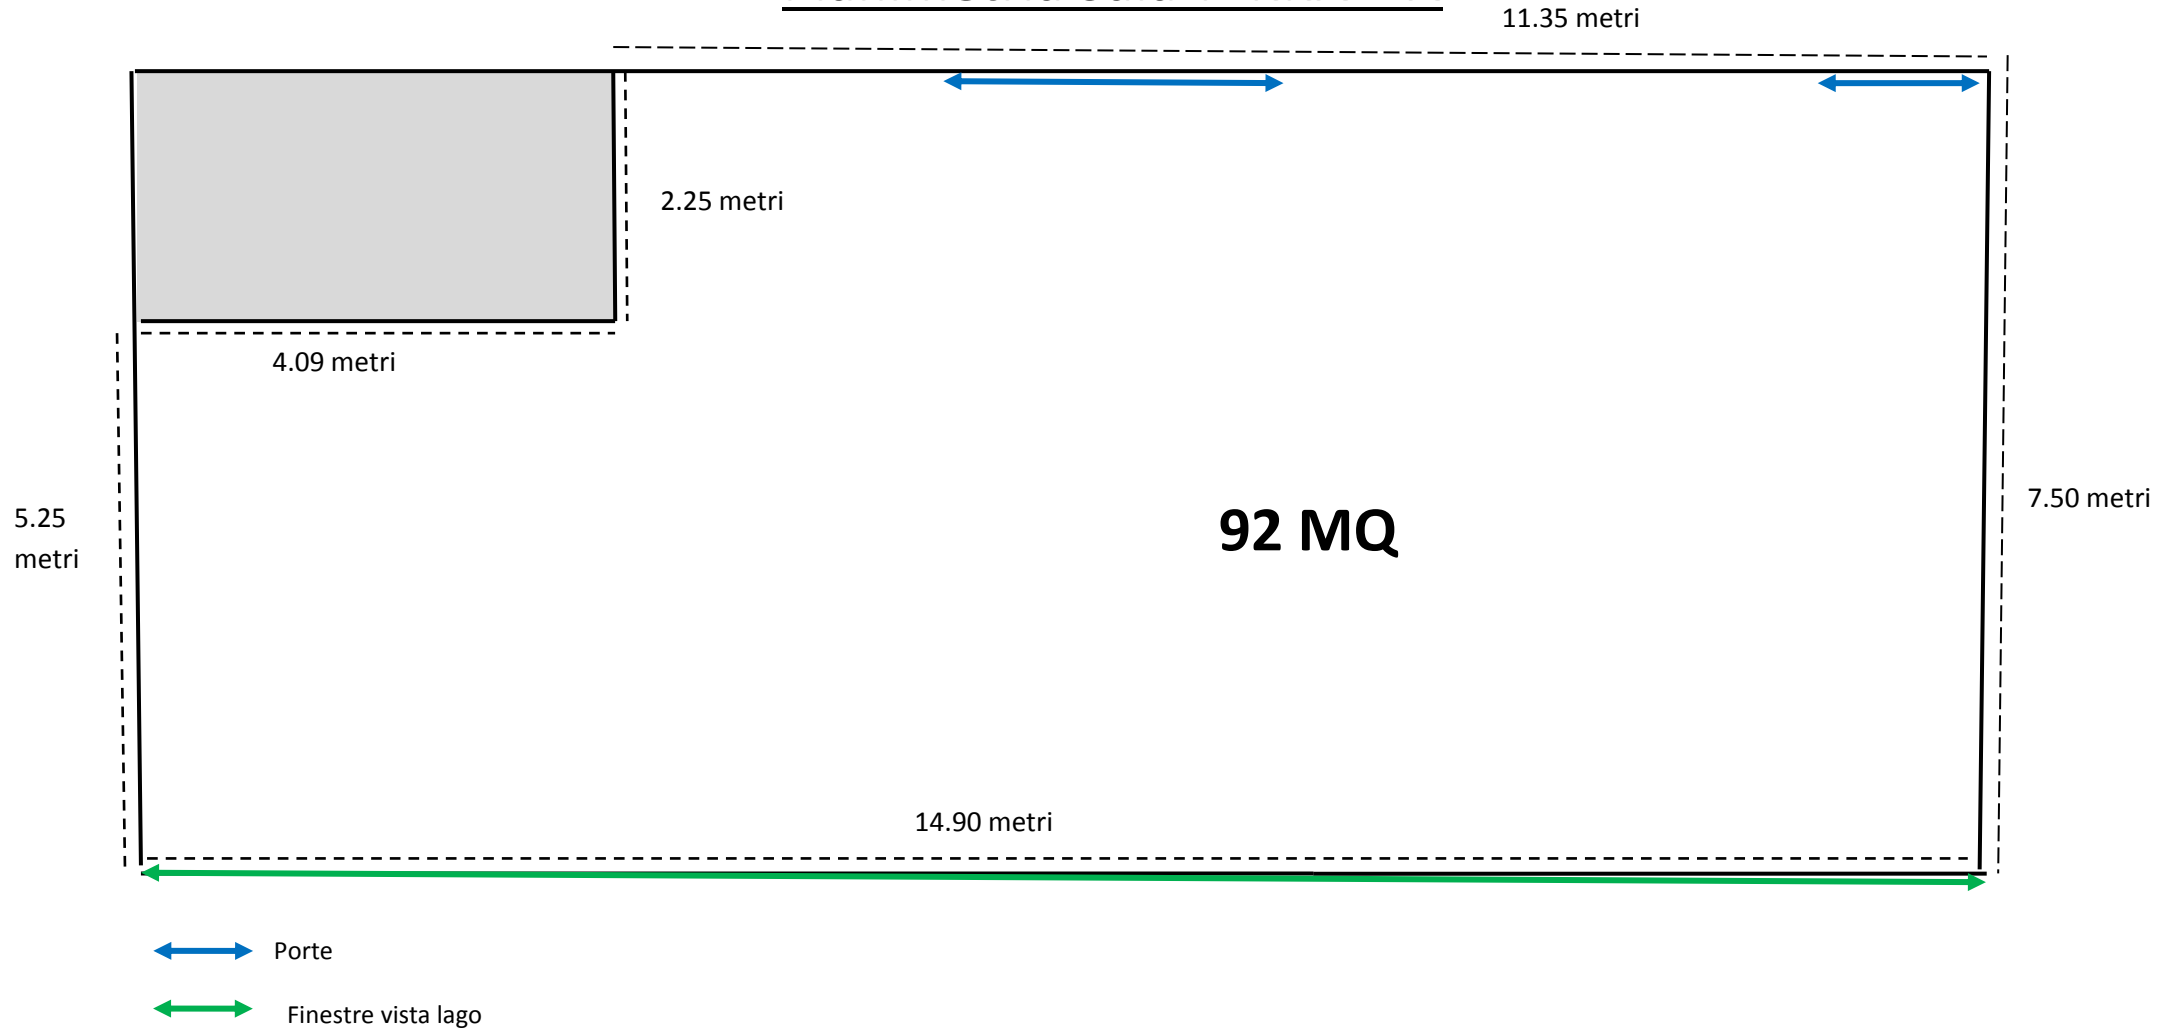 11.35 metri
2.25 metri
4.09 metri
5.25
metri
7.50 metri
92 MQ
14.90 metri
Porte
Finestre vista lago